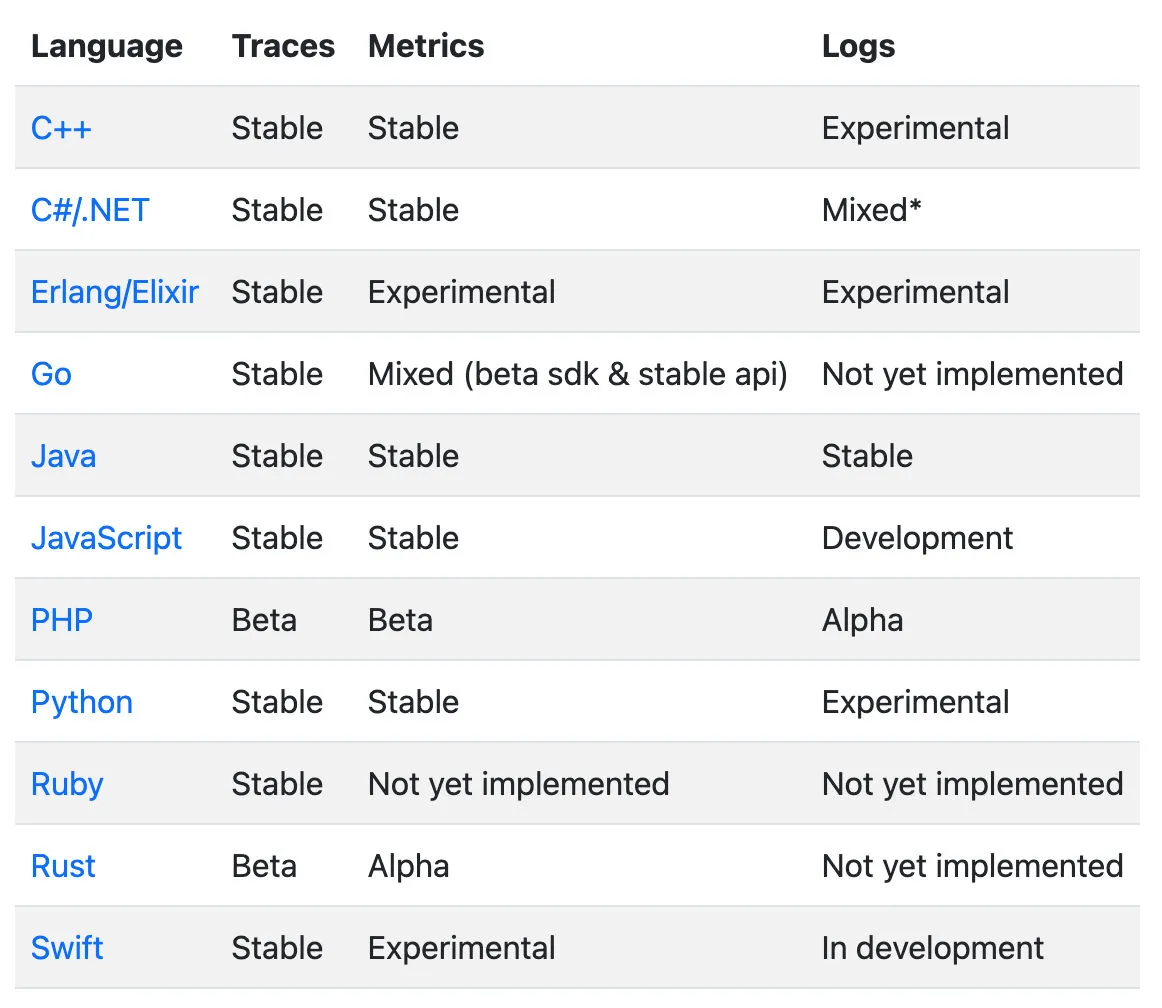 Language Traces Metrics Logs
C++ Stable Stable Experimental
C#/.NET Stable Stable Mixed*
Erlang/Elixir Stable Experimental Experimental
Go Stable Mixed (beta sdk & stable api) Not yet implemented
Java Stable Stable Stable
JavaScript Stable Stable Development
PHP Beta Beta Alpha
Python Stable Stable Experimental
Ruby Stable Not yet implemented Not yet implemented
Rust Beta Alpha Not yet implemented
Swift Stable Experimental In development